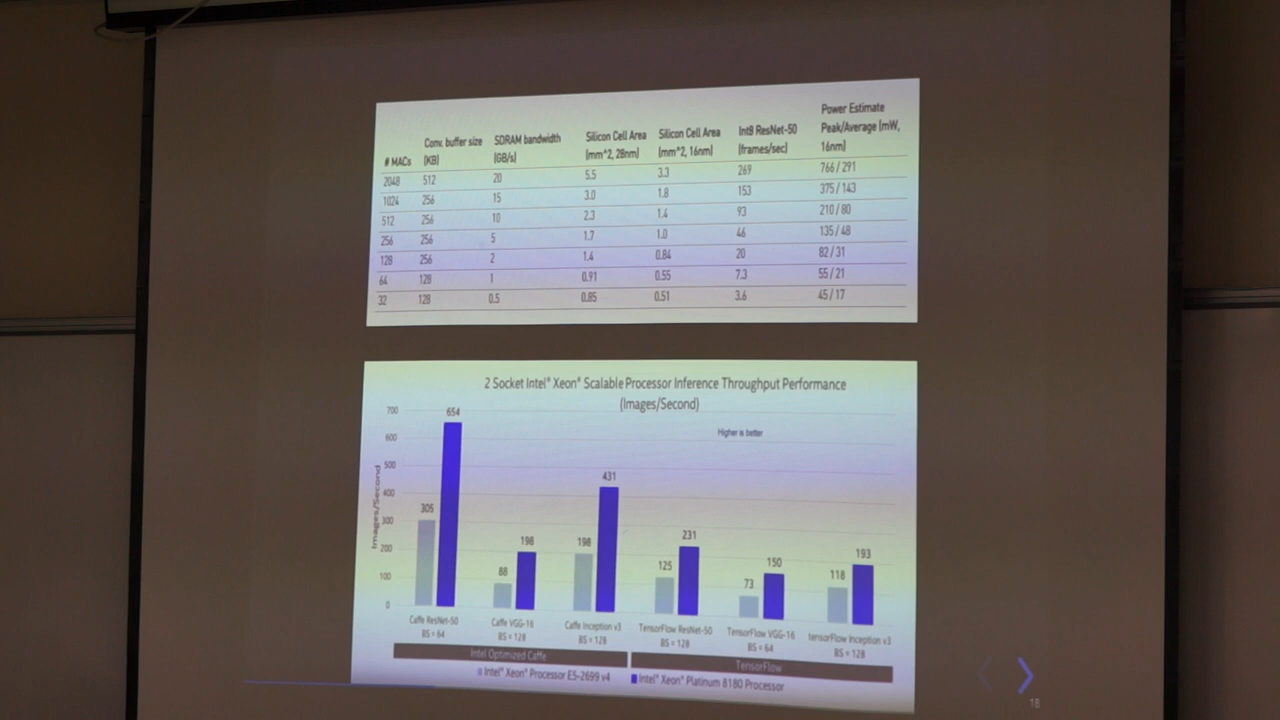 # MACs Conv. buffer size (KB) SDRAM bandwidth (GB/s) Silicon Cell Area (mm^2, 28nm) Silicon Cell Area (mm^2, 16nm) Int8 ResNet-50 (frames/sec) Power Estimate Peak/Average (mW, 16nm)
2048 512 20 5.5 3.3 269 766 / 291
1024 256 15 3.0 1.8 153 375 / 143
512 256 10 2.3 1.4 93 210 / 80
256 256 5 1.7 1.0 46 135 / 48
128 256 2 1.4 0.84 20 82 / 31
64 128 1 0.91 0.55 7.3 55 / 21
32 128 0.5 0.85 0.51 3.6 45 / 17
2 Socket Intel® Xeon® Scalable Processor Inference Throughput Performance
(Images/Second)
Higher is better
Images/Second
700
600
500
400
300
200
100
0
305 654 88 198 198 431 125 231 73 150 118 193
Caffe ResNet-50 Caffe VGG-16 Caffe Inception v3 TensorFlow ResNet-50 TensorFlow VGG-16 tensorFlow Inception v3
BS = 64 BS = 128 BS = 128 BS = 128 BS = 64 BS = 128
Intel Optimized Caffe TensorFlow
Intel® Xeon® Processor E5-2699 v4 Intel® Xeon® Platinum 8180 Processor
18